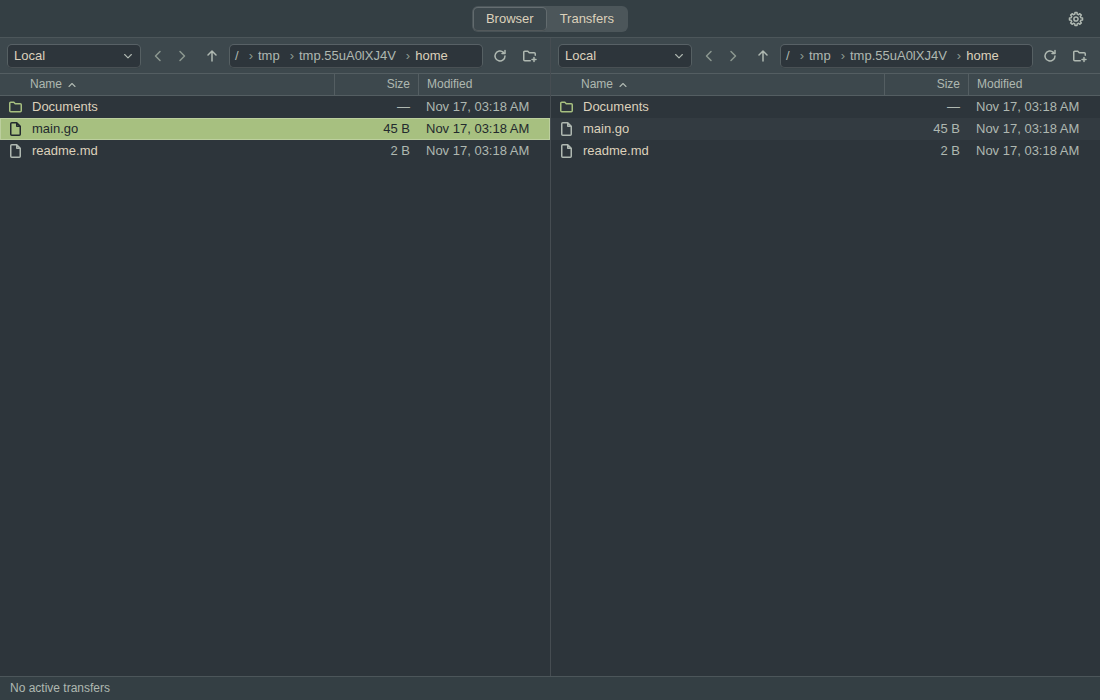 Browser Transfers
Local / › tmp › tmp.55uA0lXJ4V › home Local / › tmp › tmp.55uA0lXJ4V › home
Name Size Modified Name Size Modified
Documents — Nov 17, 03:18 AM Documents — Nov 17, 03:18 AM
main.go 45 B Nov 17, 03:18 AM main.go 45 B Nov 17, 03:18 AM
readme.md 2 B Nov 17, 03:18 AM readme.md 2 B Nov 17, 03:18 AM
No active transfers